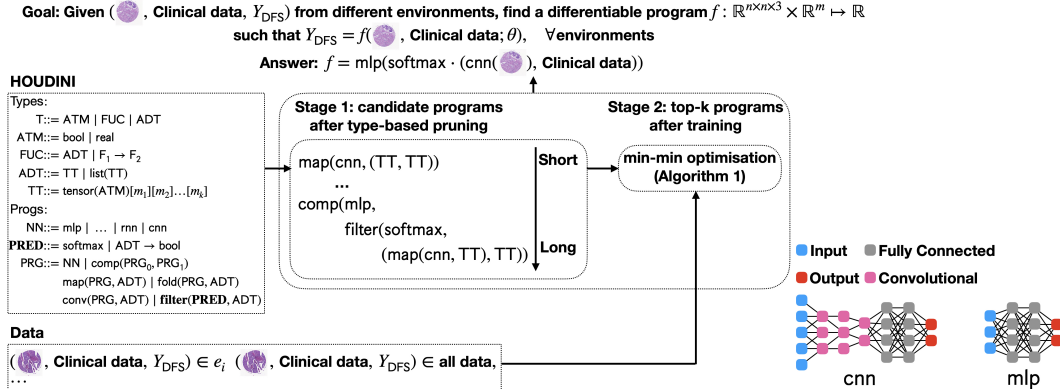 Goal: Given ( , Clinical data, Y_DFS) from different environments, find a differentiable program f : ℝ^{n×n×3} × ℝ^m ↦ ℝ
such that Y_DFS = f( , Clinical data; θ), ∀environments
Answer: f = mlp(softmax · (cnn( ), Clinical data))
HOUDINI
Types:
T::= ATM | FUC | ADT
ATM::= bool | real
FUC::= ADT | F₁ → F₂
ADT::= TT | list(TT)
TT::= tensor(ATM)[m₁][m₂]…[m_k]
Progs:
NN::= mlp | … | rnn | cnn
PRED::= softmax | ADT → bool
PRG::= NN | comp(PRG₀, PRG₁)
map(PRG, ADT) | fold(PRG, ADT)
conv(PRG, ADT) | filter(PRED, ADT)
Stage 1: candidate programs
after type-based pruning
map(cnn, (TT, TT))
...
comp(mlp,
filter(softmax,
(map(cnn, TT), TT))
Short
Long
Stage 2: top-k programs
after training
min-min optimisation
(Algorithm 1)
Input
Fully Connected
Output
Convolutional
cnn
mlp
Data
( , Clinical data, Y_DFS) ∈ e_i ( , Clinical data, Y_DFS) ∈ all data,
...